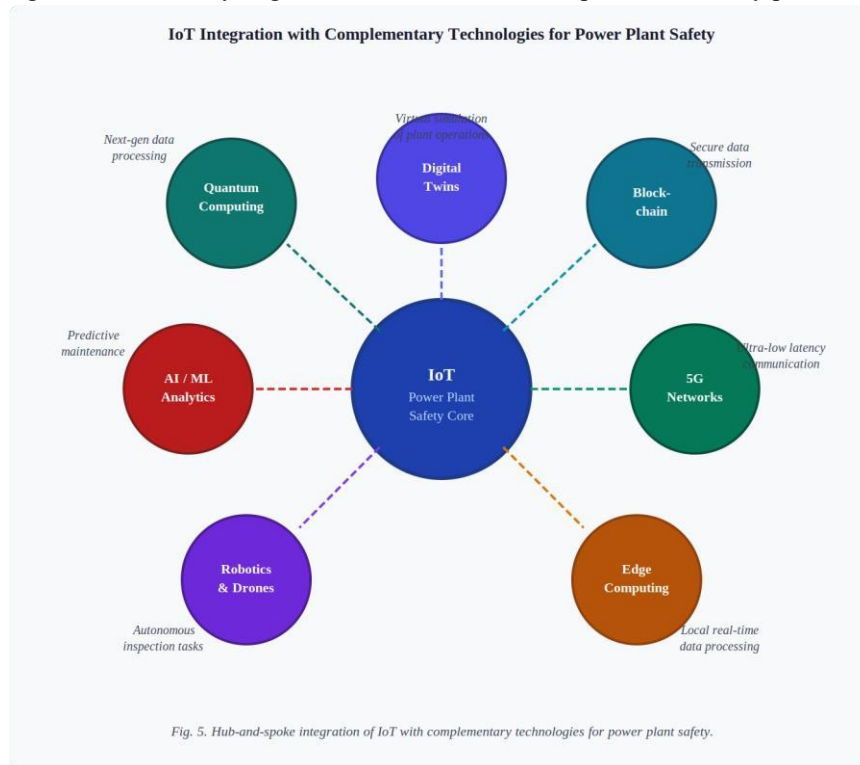 IoT Integration with Complementary Technologies for Power Plant Safety
Virtual simulation
of plant operations
Next-gen data
processing
Secure data
transmission
Digital
Twins
Quantum
Computing
Block-
chain
Predictive
maintenance
Ultra-low latency
communication
AI / ML
Analytics
IoT
Power Plant
Safety Core
5G
Networks
Robotics
& Drones
Edge
Computing
Autonomous
inspection tasks
Local real-time
data processing
Fig. 5. Hub-and-spoke integration of IoT with complementary technologies for power plant safety.